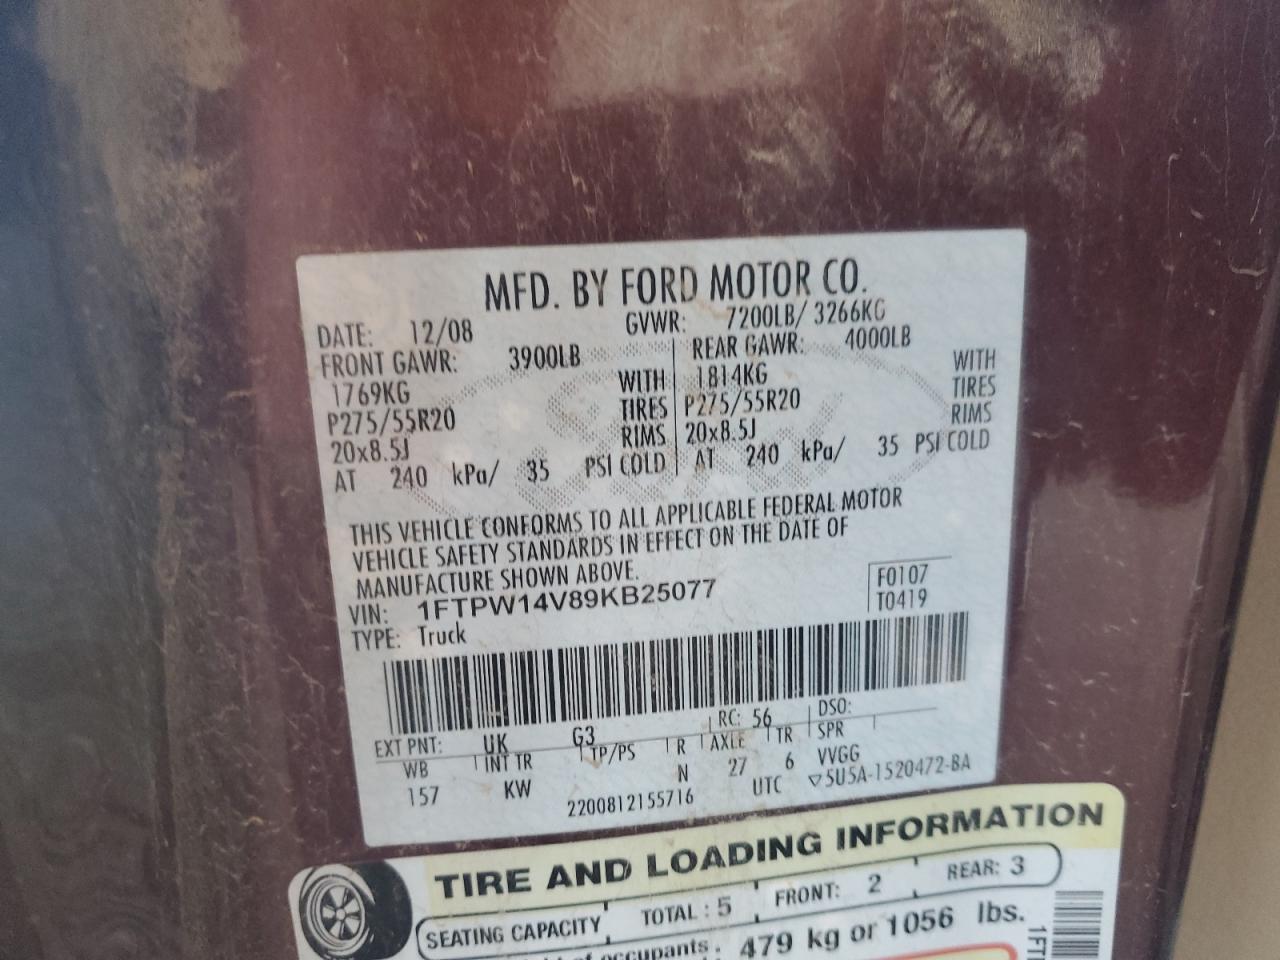 MFD. BY FORD MOTOR CO.
DATE: 12/08 GVWR: 7200LB/ 3266KG
FRONT GAWR: 3900LB REAR GAWR: 4000LB
1769KG WITH 1814KG WITH
P275/55R20 TIRES P275/55R20 TIRES
20x8.5J RIMS 20x8.5J RIMS
AT 240 kPa/ 35 PSI COLD AT 240 kPa/ 35 PSI COLD
THIS VEHICLE CONFORMS TO ALL APPLICABLE FEDERAL MOTOR
VEHICLE SAFETY STANDARDS IN EFFECT ON THE DATE OF
MANUFACTURE SHOWN ABOVE.
VIN: 1FTPW14V89KB25077 F0107
TYPE: Truck T0419
EXT PNT: UK G3 RC: 56 DSO:
WB INT TR TP/PS R AXLE TR SPR
157 KW N 27 6 VVGG
2200812155716 UTC ▽5U5A-1520472-BA
TIRE AND LOADING INFORMATION
SEATING CAPACITY TOTAL : 5 FRONT: 2 REAR: 3
occupants. 479 kg or 1056 lbs.